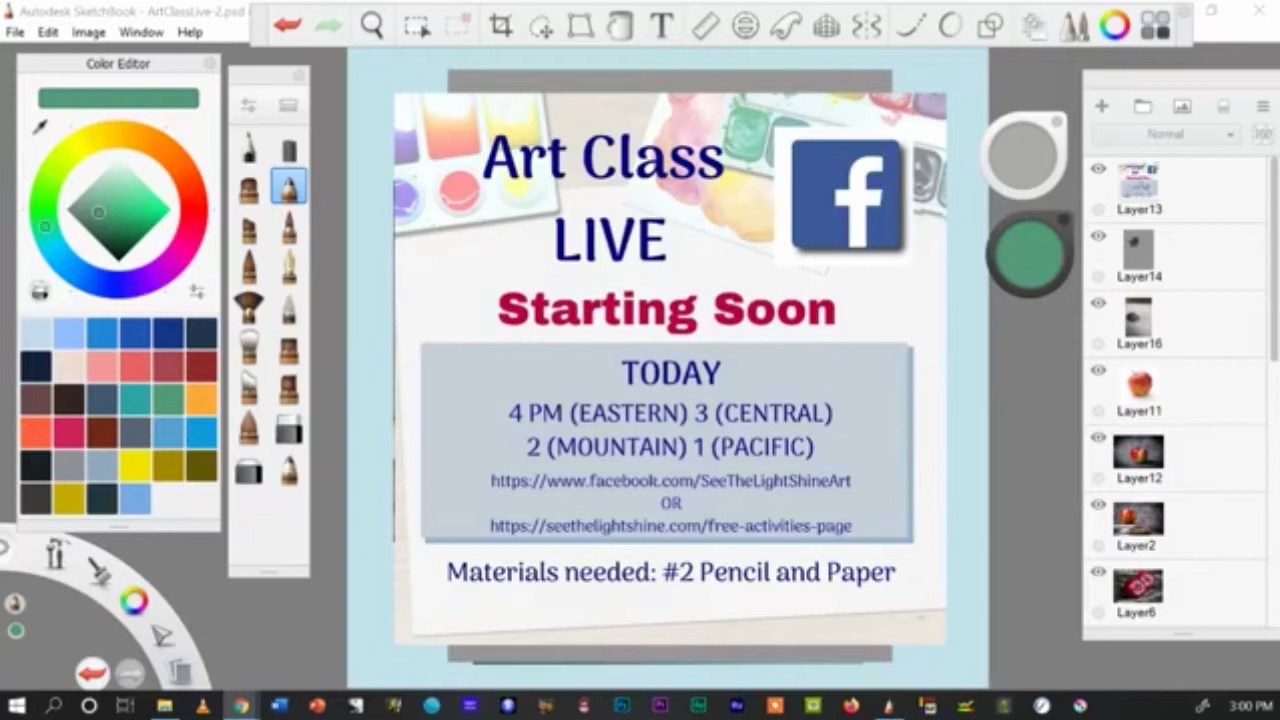 Autodesk SketchBook - ArtClassLive-2.psd
File Edit Image Window Help
Color Editor
Art Class
LIVE
f
Starting Soon
TODAY
4 PM (EASTERN) 3 (CENTRAL)
2 (MOUNTAIN) 1 (PACIFIC)
https://www.facebook.com/SeeTheLightShineArt
OR
https://seethelightshine.com/free-activities-page
Materials needed: #2 Pencil and Paper
Normal
100
Layer13
Layer14
Layer16
Layer11
Layer12
Layer2
Layer6
3:00 PM